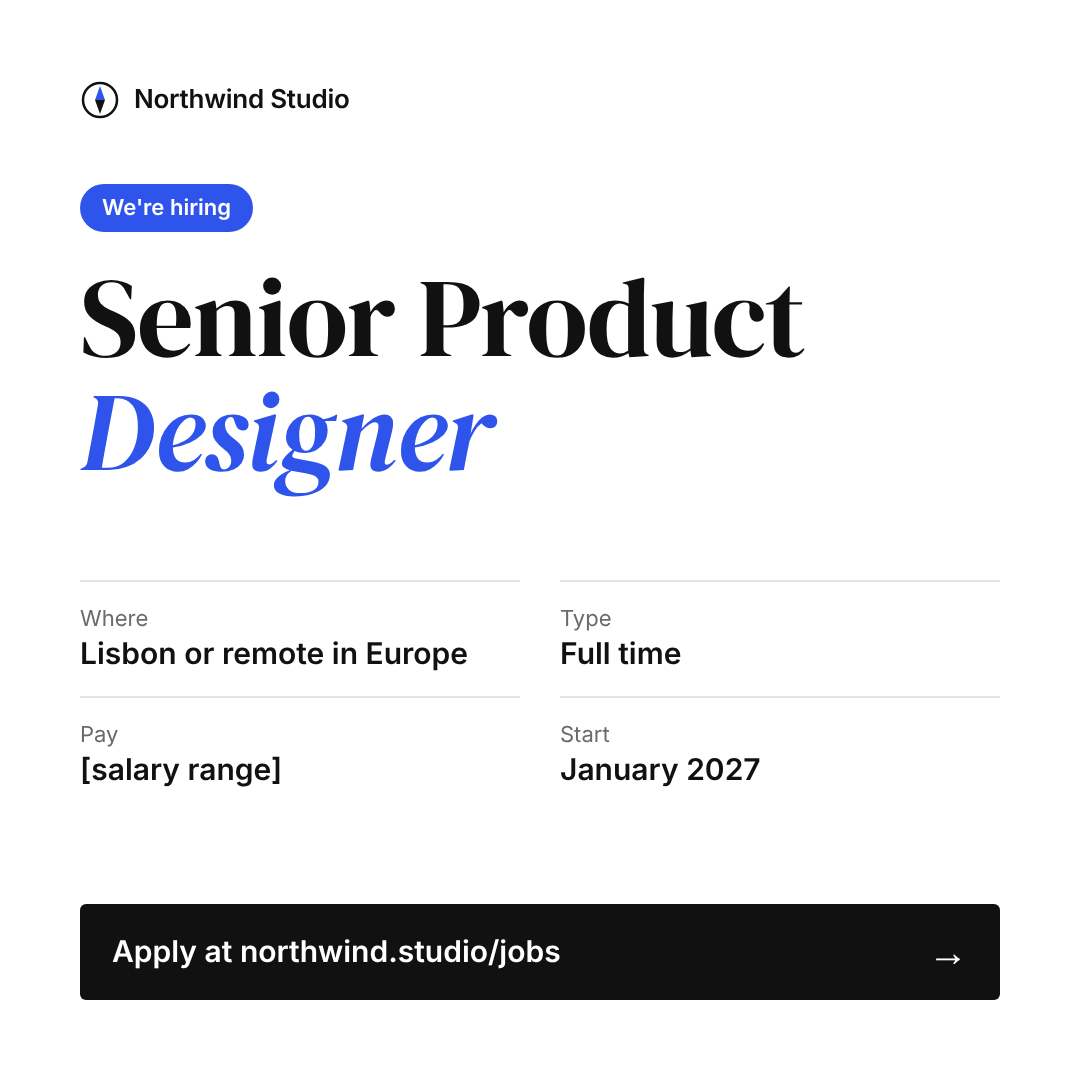 Northwind Studio
We're hiring
Senior Product
Designer
Where
Lisbon or remote in Europe
Type
Full time
Pay
[salary range]
Start
January 2027
Apply at northwind.studio/jobs →